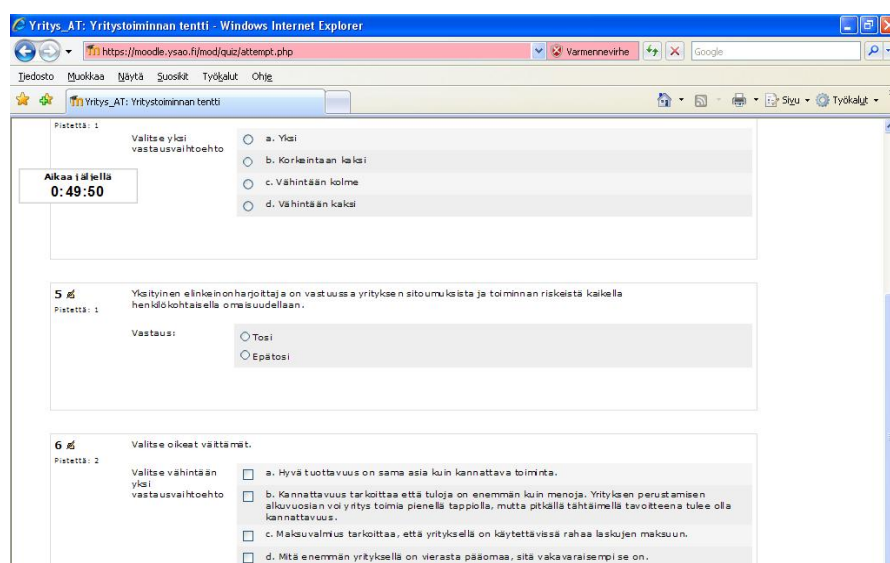 Yritys_AT: Yritystoiminnan tentti - Windows Internet Explorer
https://moodle.ysao.fi/mod/quiz/attempt.php
Varmennevirhe
Google
Tiedosto Muokkaa Näytä Suosikit Työkalut Ohje
Yritys_AT: Yritystoiminnan tentti
Sivu
Työkalut
Pistettä: 1
Valitse yksi
vastausvaihtoehto
a. Yksi
b. Korkeintaan kaksi
c. Vähintään kolme
d. Vähintään kaksi
Aikaa jäljellä
0:49:50
5
Pistettä: 1
Yksityinen elinkeinonharjoittaja on vastuussa yrityksen sitoumuksista ja toiminnan riskeistä kaikella
henkilökohtaisella omaisuudellaan.
Vastaus:
Tosi
Epätosi
6
Pistettä: 2
Valitse oikeat väittämät.
Valitse vähintään
yksi
vastausvaihtoehto
a. Hyvä tuottavuus on sama asia kuin kannattava toiminta.
b. Kannattavuus tarkoittaa että tuloja on enemmän kuin menoja. Yrityksen perustamisen
alkuvuosian voi yritys toimia pienellä tappiolla, mutta pitkällä tähtäimellä tavoitteena tulee olla
kannattavuus.
c. Maksuvalmius tarkoittaa, että yrityksellä on käytettävissä rahaa laskujen maksuun.
d. Mitä enemmän yrityksellä on vierasta pääomaa, sitä vakavaraisempi se on.